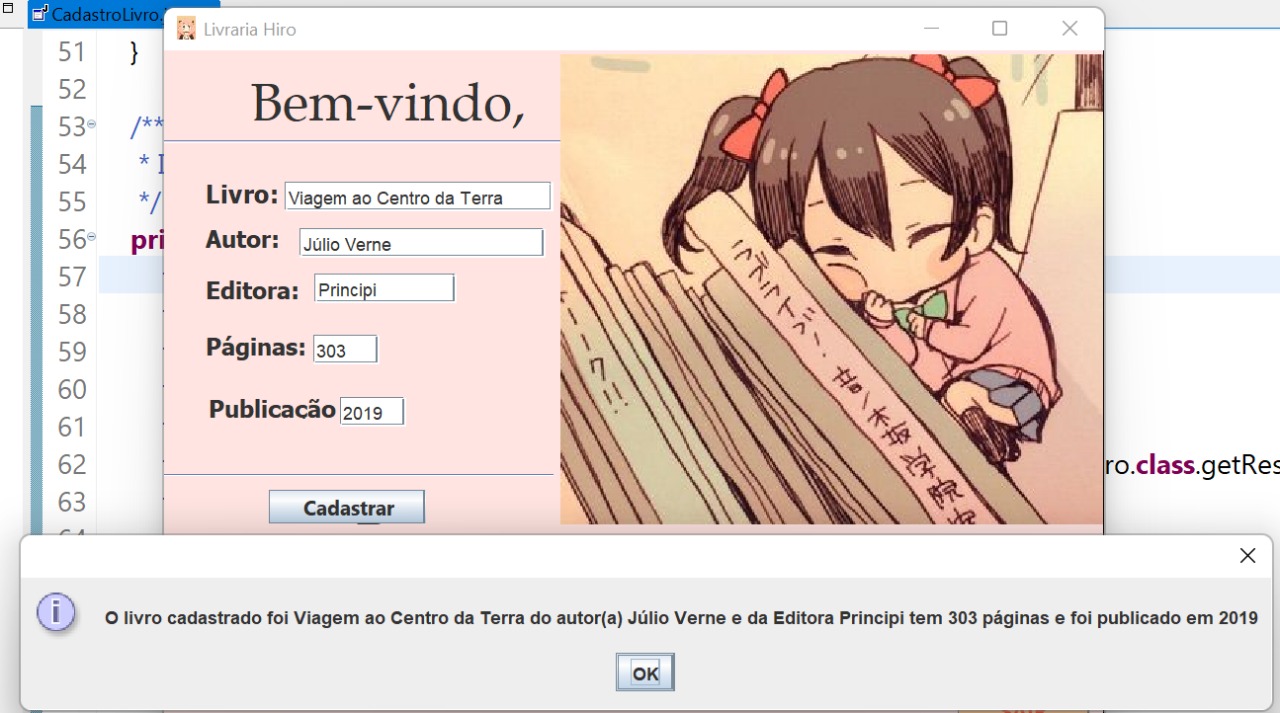 CadastroLivro.
Livraria Hiro
51 }
52
53 /**
54 *
55 */
56 pri
57
58
59
60
61
62 ro.class.getRes
63
Bem-vindo,
Livro: Viagem ao Centro da Terra
Autor: Júlio Verne
Editora: Principi
Páginas: 303
Publicação 2019
Cadastrar
O livro cadastrado foi Viagem ao Centro da Terra do autor(a) Júlio Verne e da Editora Principi tem 303 páginas e foi publicado em 2019
OK